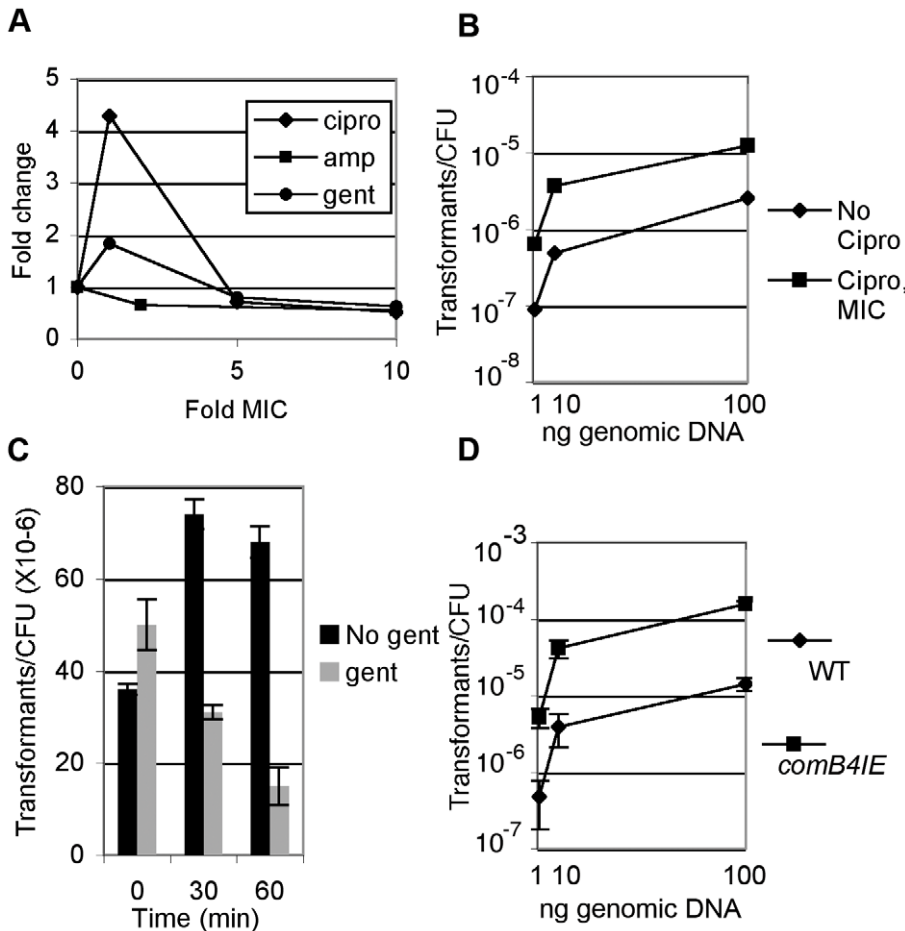 A
Fold change
5
4
3
2
1
0
cipro
amp
gent
0 5 10
Fold MIC
B
Transformants/CFU
10-4
10-5
10-6
10-7
10-8
No
Cipro
Cipro,
MIC
1 10 100
ng genomic DNA
C
Transformants/CFU (X10-6)
80
60
40
20
0
No gent
gent
0 30 60
Time (min)
D
Transformants/CFU
10-3
10-4
10-5
10-6
10-7
WT
comB4IE
1 10 100
ng genomic DNA